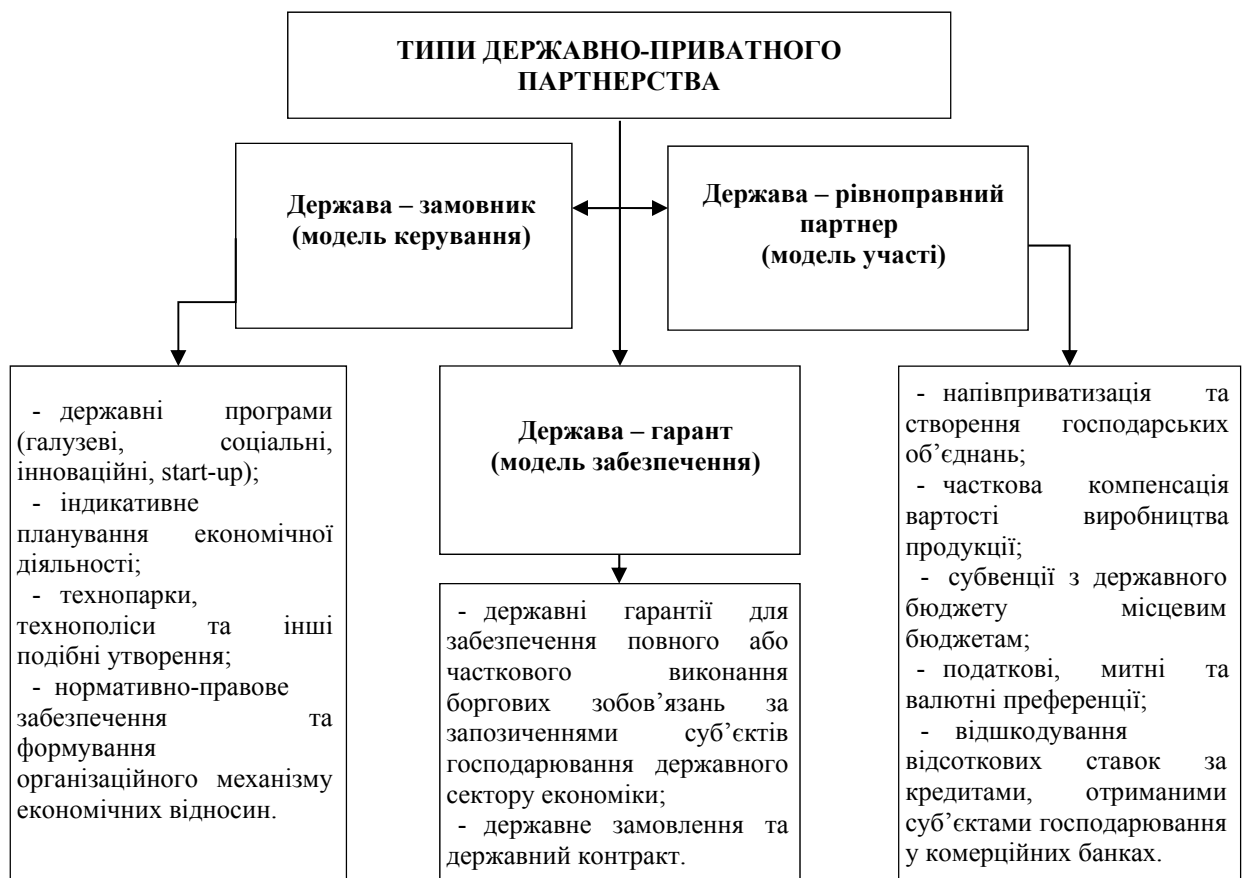 ТИПИ ДЕРЖАВНО-ПРИВАТНОГО
ПАРТНЕРСТВА
Держава – замовник
(модель керування)
Держава – рівноправний
партнер
(модель участі)
- державні програми
(галузеві, соціальні,
інноваційні, start-up);
- індикативне
планування економічної
діяльності;
- технопарки,
технополіси та інші
подібні утворення;
- нормативно-правове
забезпечення та
формування
організаційного механізму
економічних відносин.
Держава – гарант
(модель забезпечення)
- державні гарантії для
забезпечення повного або
часткового виконання
боргових зобов’язань за
запозиченнями суб’єктів
господарювання державного
сектору економіки;
- державне замовлення та
державний контракт.
- напівприватизація та
створення господарських
об’єднань;
- часткова компенсація
вартості виробництва
продукції;
- субвенції з державного
бюджету місцевим
бюджетам;
- податкові, митні та
валютні преференції;
- відшкодування
відсоткових ставок за
кредитами, отриманими
суб’єктами господарювання
у комерційних банках.